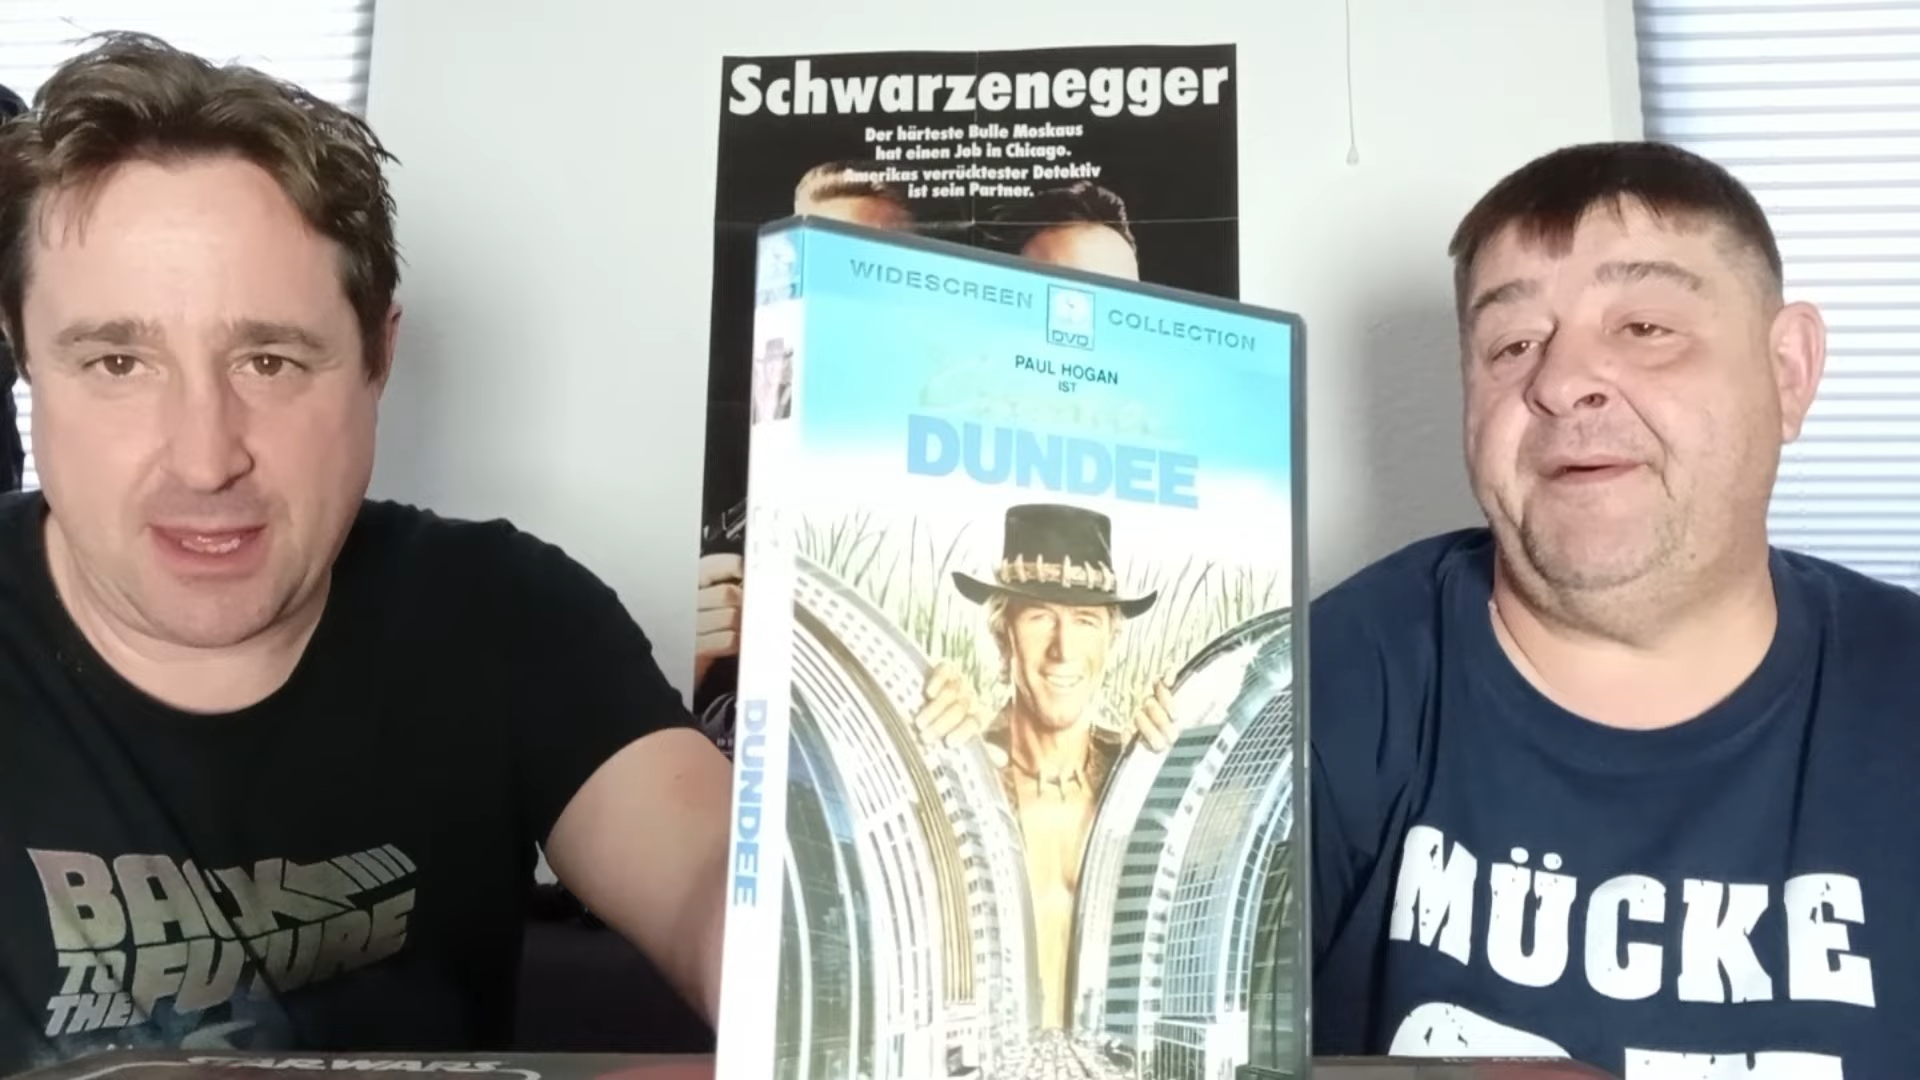 Schwarzenegger
Der härteste Bulle Moskaus
hat einen Job in Chicago.
Amerikas verrücktester Detektiv
ist sein Partner.
WIDESCREEN
DVD
COLLECTION
PAUL HOGAN
IST
DUNDEE
DUNDEE
BACK
TO THE FUTURE
MÜCKE
STAR WARS